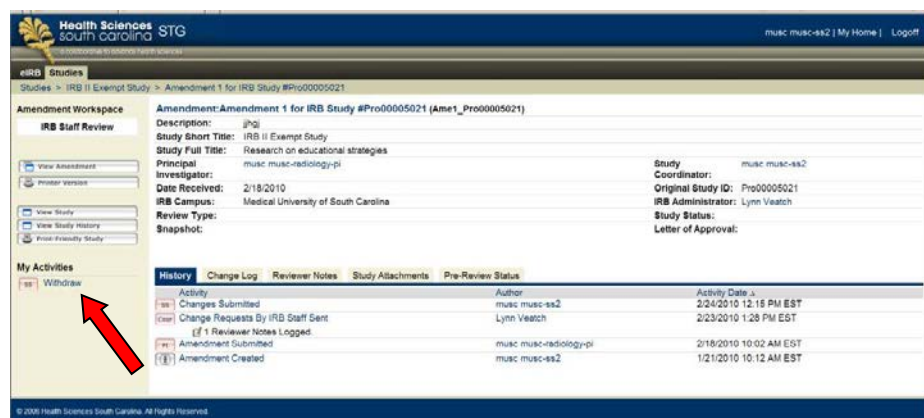 Health Sciences
south carolina STG
musc musc-ss2 | My Home | Logoff
eIRB Studies
Studies > IRB II Exempt Study > Amendment 1 for IRB Study #Pro00005021
Amendment Workspace
IRB Staff Review
View Amendment
Printer Version
View Study
View Study History
Print-Friendly Study
My Activities
SS Withdraw
Amendment:Amendment 1 for IRB Study #Pro00005021 (Ame1_Pro00005021)
Description: jjhgj
Study Short Title: IRB II Exempt Study
Study Full Title: Research on educational strategies
Principal Investigator: musc musc-radiology-pi Study Coordinator: musc musc-ss2
Date Received: 2/18/2010 Original Study ID: Pro00005021
IRB Campus: Medical University of South Carolina IRB Administrator: Lynn Veatch
Review Type: Study Status:
Snapshot: Letter of Approval:
History Change Log Reviewer Notes Study Attachments Pre-Review Status
Activity Author Activity Date
SS Changes Submitted musc musc-ss2 2/24/2010 12:15 PM EST
Change Requests By IRB Staff Sent Lynn Veatch 2/23/2010 1:28 PM EST
1 Reviewer Notes Logged.
PI Amendment Submitted musc musc-radiology-pi 2/18/2010 10:02 AM EST
Amendment Created musc musc-ss2 1/21/2010 10:12 AM EST
© 2006 Health Sciences South Carolina. All Rights Reserved.